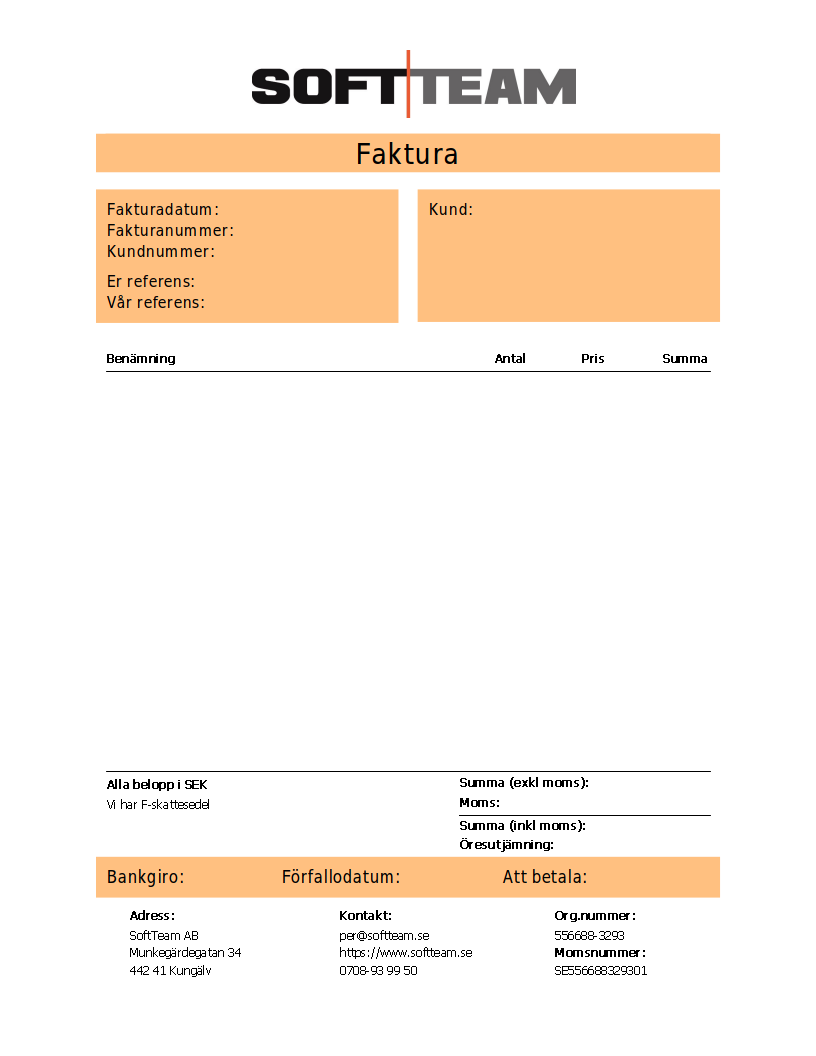 SOFTTEAM
Faktura
Fakturadatum:
Fakturanummer:
Kundnummer:
Er referens:
Vår referens:
Kund:
Benämning Antal Pris Summa
Alla belopp i SEK
Vi har F-skattesedel
Summa (exkl moms):
Moms:
Summa (inkl moms):
Öresutjämning:
Bankgiro: Förfallodatum: Att betala:
Adress:
SoftTeam AB
Munkegärdegatan 34
442 41 Kungälv
Kontakt:
per@softteam.se
https://www.softteam.se
0708-93 99 50
Org.nummer:
556688-3293
Momsnummer:
SE556688329301